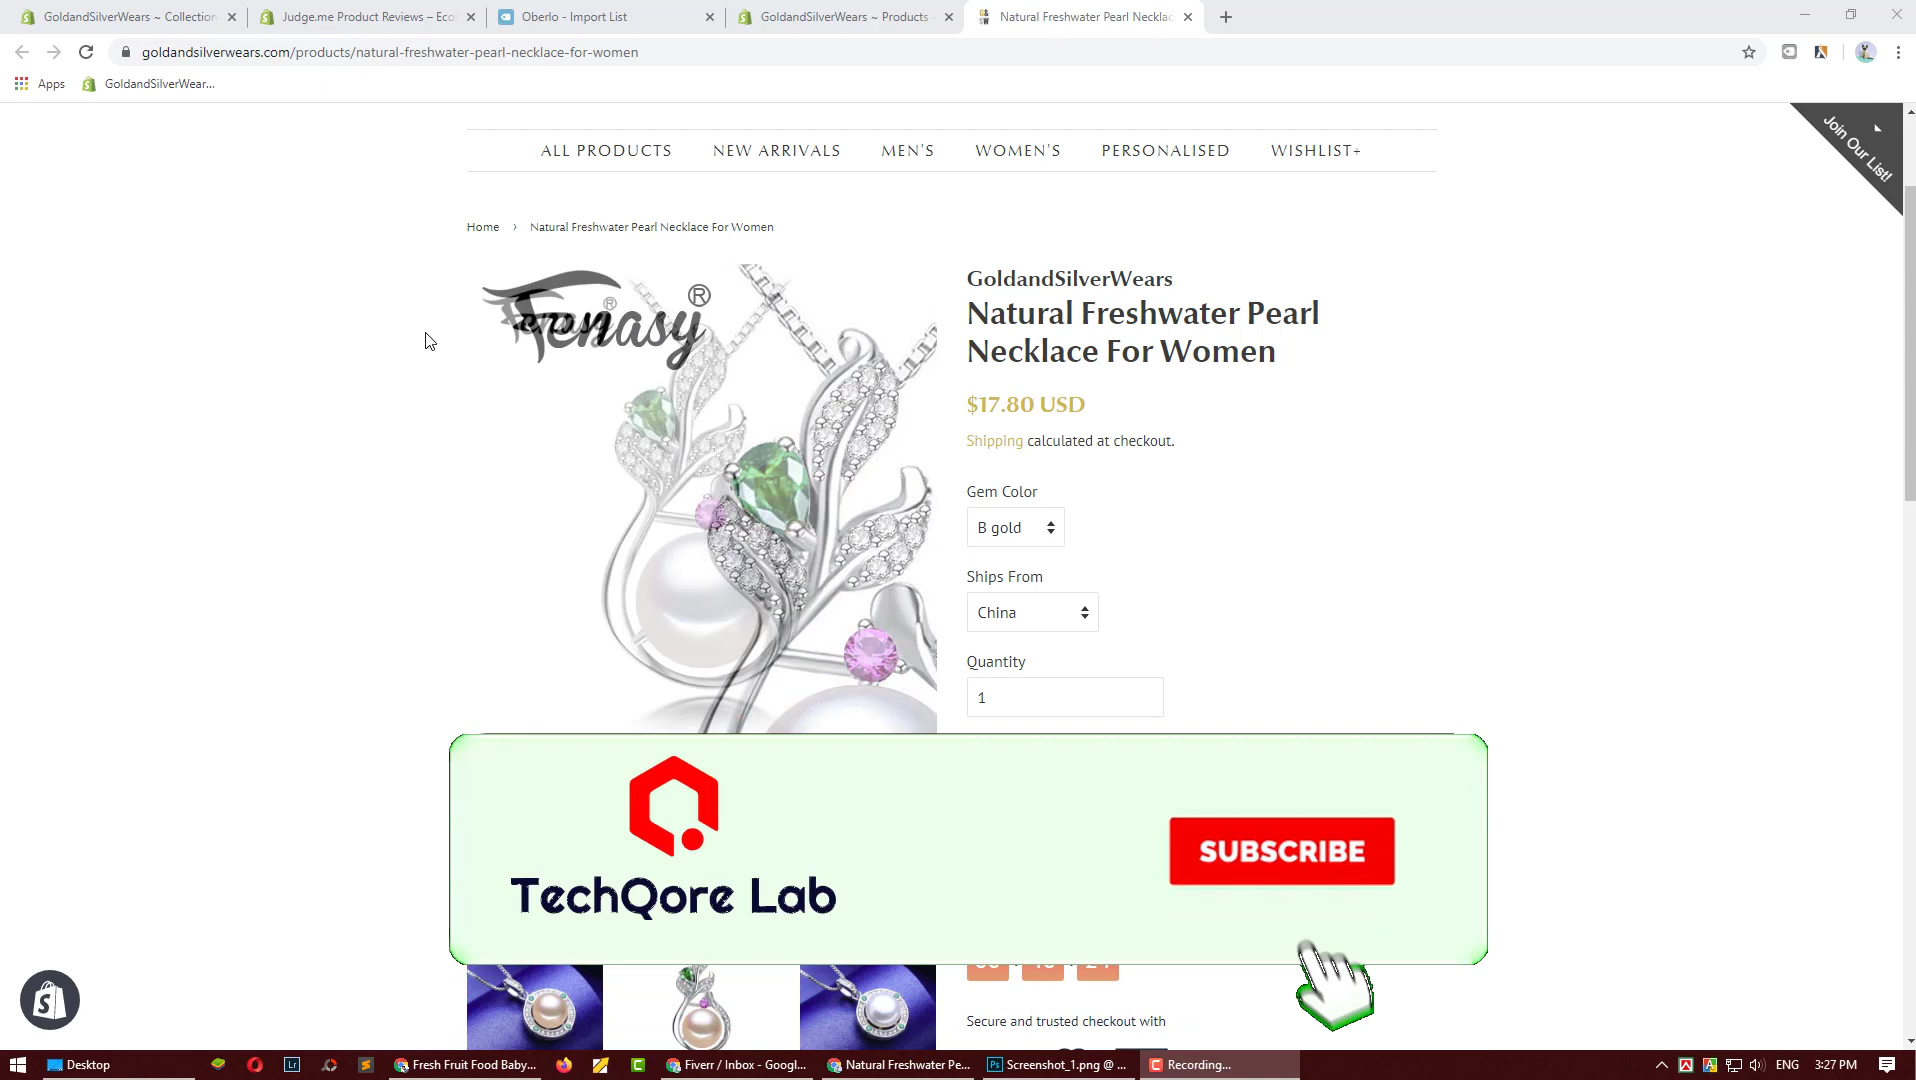 GoldandSilverWears ~ Collection
Judge.me Product Reviews – Eco
Oberlo - Import List
GoldandSilverWears ~ Products
Natural Freshwater Pearl Necklac
goldandsilverwears.com/products/natural-freshwater-pearl-necklace-for-women
Apps
GoldandSilverWear...
Join Our List!
ALL PRODUCTS
NEW ARRIVALS
MEN'S
WOMEN'S
PERSONALISED
WISHLIST+
Home › Natural Freshwater Pearl Necklace For Women
GoldandSilverWears
Natural Freshwater Pearl
Necklace For Women
$17.80 USD
Shipping calculated at checkout.
Gem Color
B gold
Ships From
China
Quantity
1
TechQore Lab
SUBSCRIBE
Secure and trusted checkout with
Desktop
Fresh Fruit Food Baby...
Fiverr / Inbox - Googl...
Natural Freshwater Pe...
Screenshot_1.png @ ...
Recording...
ENG
3:27 PM